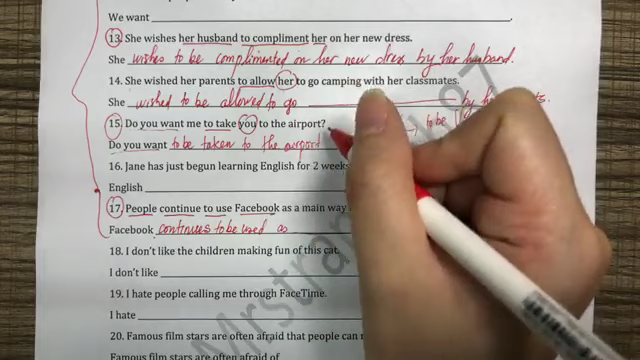 We want
13. She wishes her husband to compliment her on her new dress.
She wishes to be complimented on her new dress by her husband.
14. She wished her parents to allow her to go camping with her classmates.
She wished to be allowed to go by
15. Do you want me to take you to the airport? to be
Do you want to be taken to the airport
16. Jane has just begun learning English for 2 weeks
English
17. People continue to use Facebook as a main way
Facebook continues to be used as
18. I don't like the children making fun of this cat.
I don't like
19. I hate people calling me through FaceTime.
I hate
20. Famous film stars are often afraid that people can
Famous film stars are often afraid of